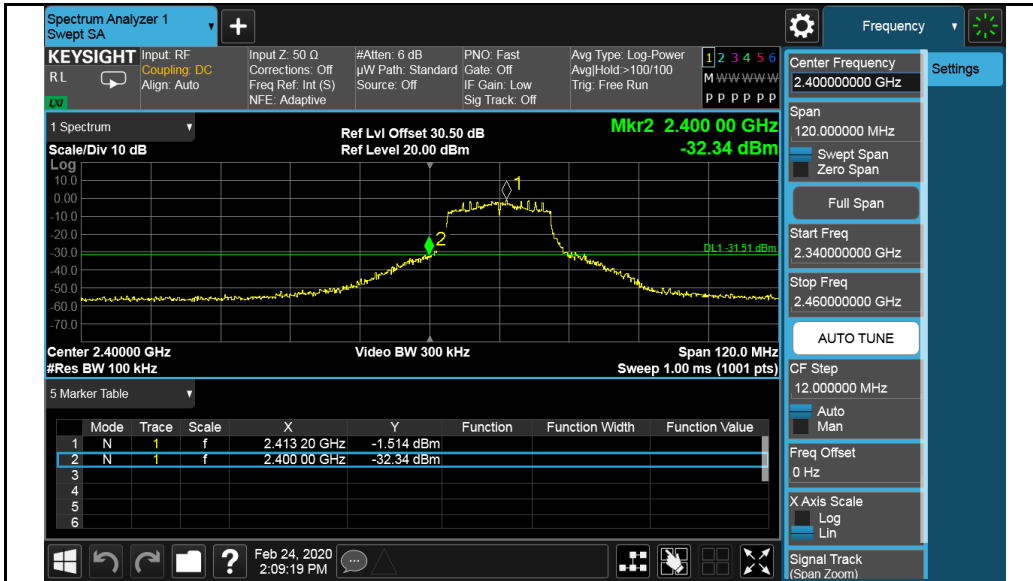 Spectrum Analyzer 1
Swept SA
+
Frequency
KEYSIGHT
RL
LXI
Input: RF
Coupling: DC
Align: Auto
Input Z: 50 Ω
Corrections: Off
Freq Ref: Int (S)
NFE: Adaptive
#Atten: 6 dB
µW Path: Standard
Source: Off
PNO: Fast
Gate: Off
IF Gain: Low
Sig Track: Off
Avg Type: Log-Power
Avg|Hold:>100/100
Trig: Free Run
1 2 3 4 5 6
M W W W W W
P P P P P P
1 Spectrum
Scale/Div 10 dB
Ref Lvl Offset 30.50 dB
Ref Level 20.00 dBm
Mkr2 2.400 00 GHz
-32.34 dBm
Log
10.0
0.00
-10.0
-20.0
-30.0
-40.0
-50.0
-60.0
-70.0
1
2
DL1 -31.51 dBm
Center 2.40000 GHz
#Res BW 100 kHz
Video BW 300 kHz
Span 120.0 MHz
Sweep 1.00 ms (1001 pts)
5 Marker Table
Mode Trace Scale X Y Function Function Width Function Value
1 N 1 f 2.413 20 GHz -1.514 dBm
2 N 1 f 2.400 00 GHz -32.34 dBm
3
4
5
6
Feb 24, 2020
2:09:19 PM
?
Center Frequency
2.400000000 GHz
Settings
Span
120.000000 MHz
Swept Span
Zero Span
Full Span
Start Freq
2.340000000 GHz
Stop Freq
2.460000000 GHz
AUTO TUNE
CF Step
12.000000 MHz
Auto
Man
Freq Offset
0 Hz
X Axis Scale
Log
Lin
Signal Track
(Span Zoom)